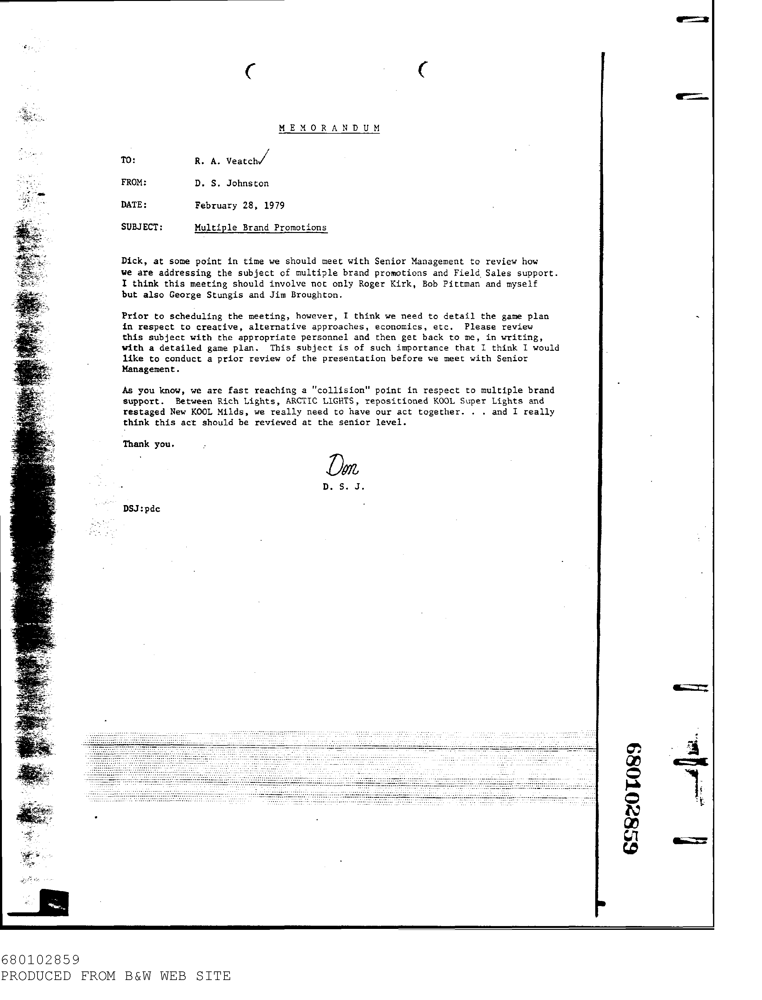 M E M O R A N D U M
TO: R. A. Veatch
FROM: D. S. Johnston
DATE: February 28, 1979
SUBJECT: Multiple Brand Promotions
Dick, at some point in time we should meet with Senior Management to review how
we are addressing the subject of multiple brand promotions and Field Sales support.
I think this meeting should involve not only Roger Kirk, Bob Pittman and myself
but also George Stungis and Jim Broughton.
Prior to scheduling the meeting, however, I think we need to detail the game plan
in respect to creative, alternative approaches, economics, etc. Please review
this subject with the appropriate personnel and then get back to me, in writing,
with a detailed game plan. This subject is of such importance that I think I would
like to conduct a prior review of the presentation before we meet with Senior
Management.
As you know, we are fast reaching a "collision" point in respect to multiple brand
support. Between Rich Lights, ARCTIC LIGHTS, repositioned KOOL Super Lights and
restaged New KOOL Milds, we really need to have our act together. . . and I really
think this act should be reviewed at the senior level.
Thank you.
Don
D. S. J.
DSJ:pdc
680102859
680102859
PRODUCED FROM B&W WEB SITE